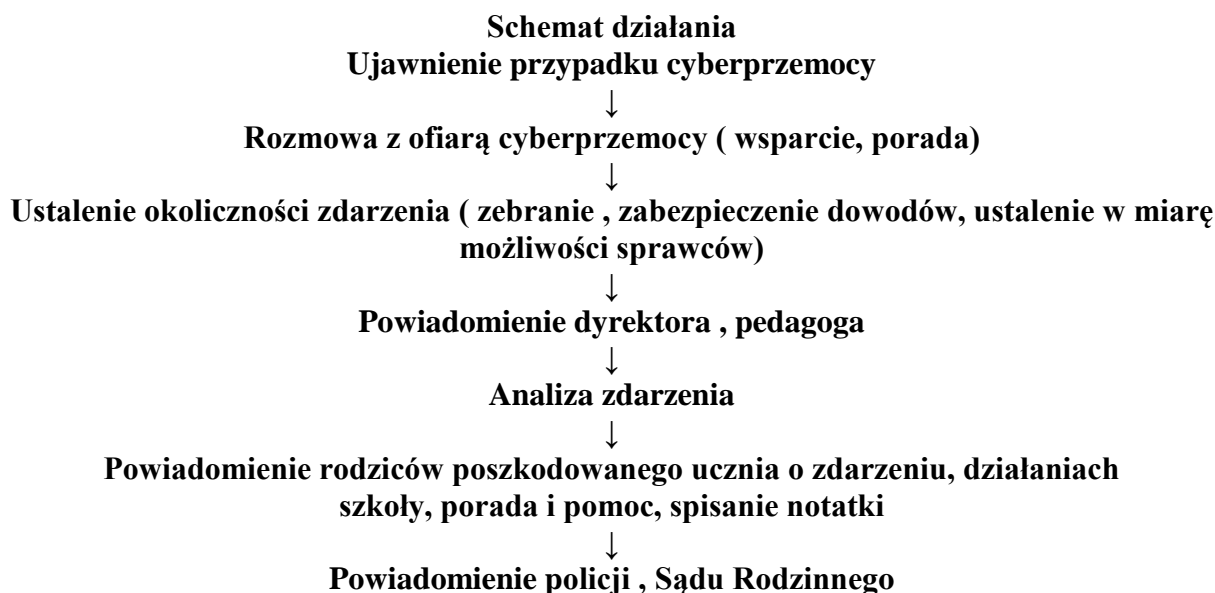 Schemat działania
Ujawnienie przypadku cyberprzemocy
↓
Rozmowa z ofiarą cyberprzemocy ( wsparcie, porada)
↓
Ustalenie okoliczności zdarzenia ( zebranie , zabezpieczenie dowodów, ustalenie w miarę
możliwości sprawców)
↓
Powiadomienie dyrektora , pedagoga
↓
Analiza zdarzenia
↓
Powiadomienie rodziców poszkodowanego ucznia o zdarzeniu, działaniach
szkoły, porada i pomoc, spisanie notatki
↓
Powiadomienie policji , Sądu Rodzinnego